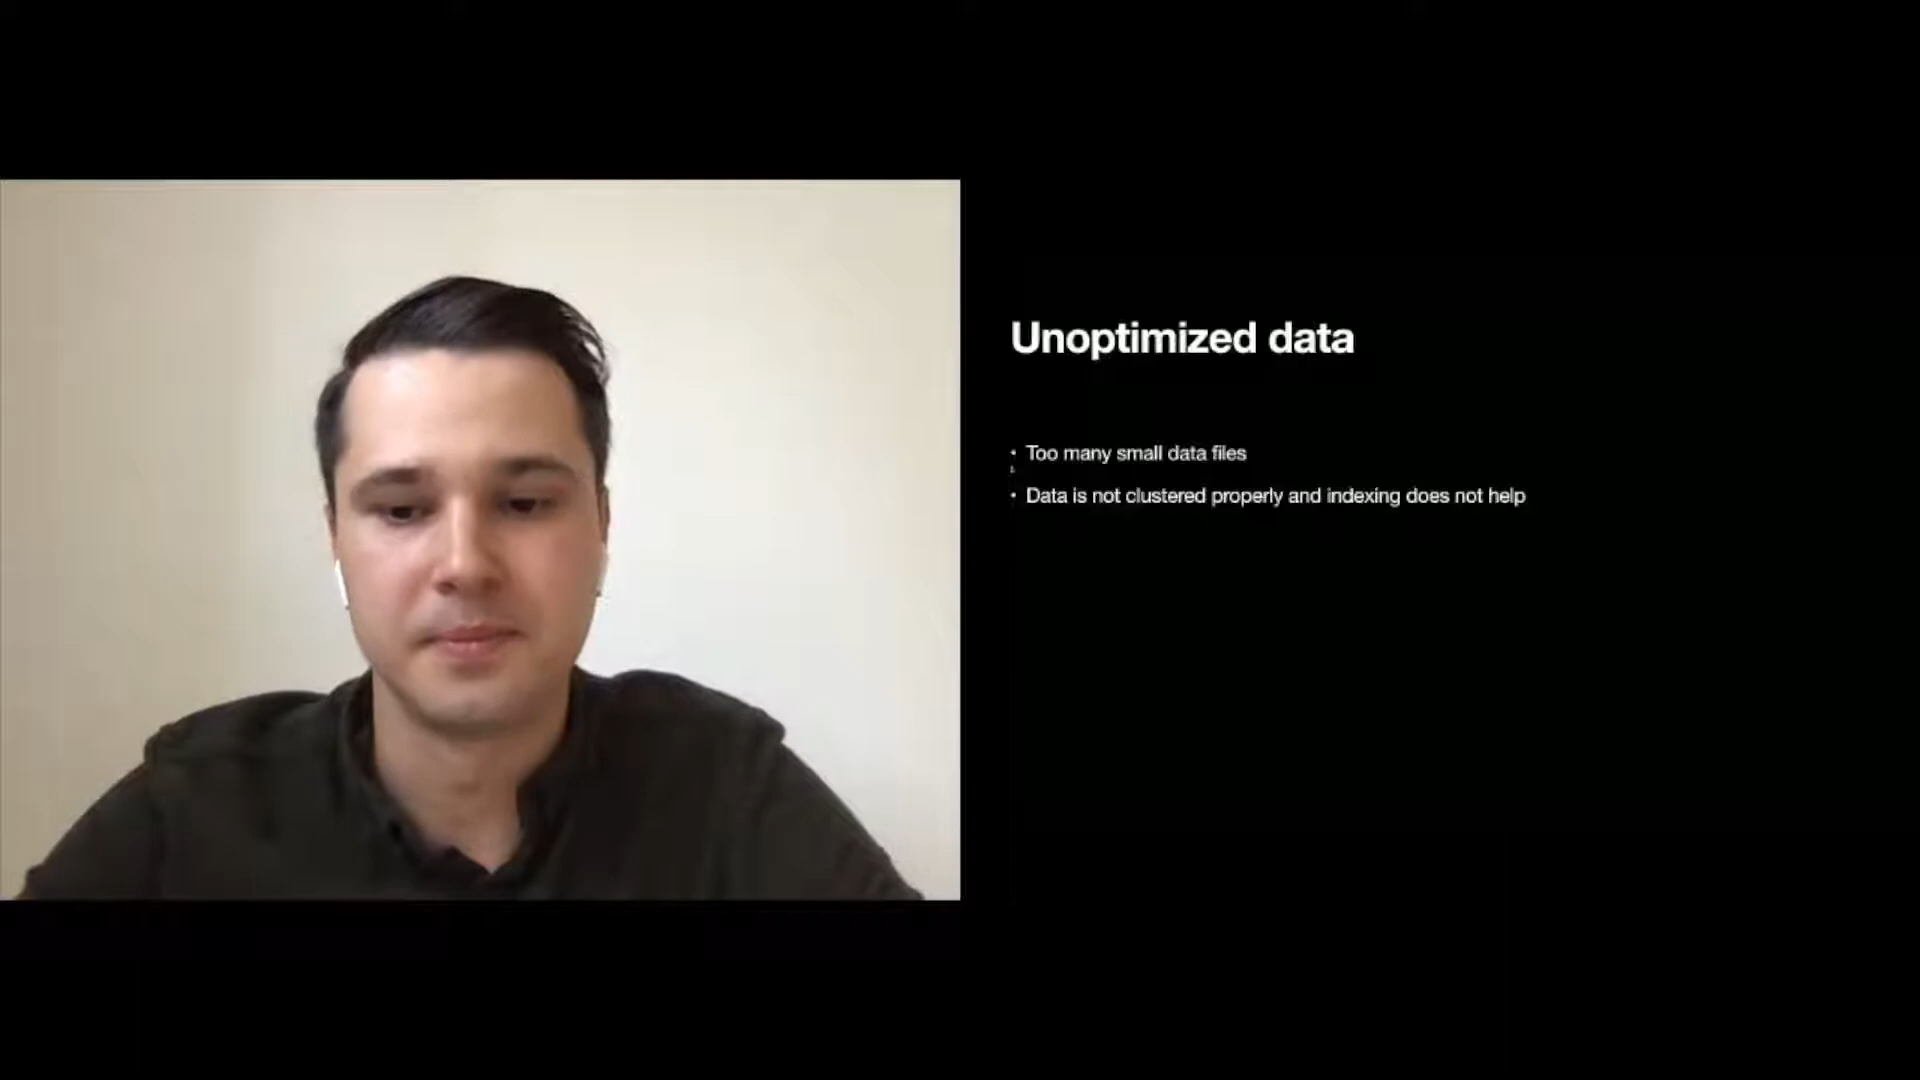 Unoptimized data
• Too many small data files
• Data is not clustered properly and indexing does not help